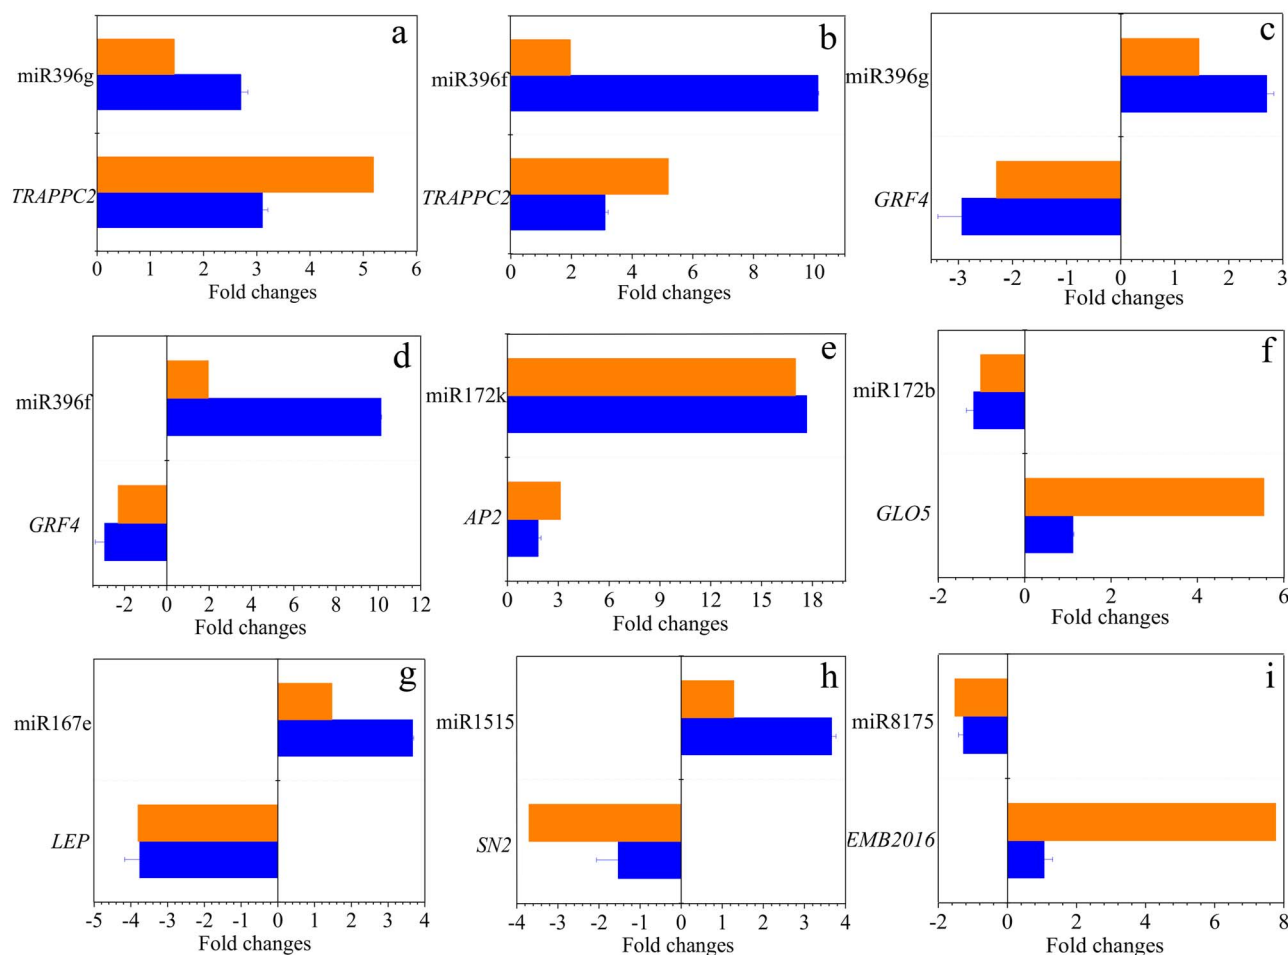 a
miR396g
TRAPPC2
0 1 2 3 4 5 6
Fold changes
b
miR396f
TRAPPC2
0 2 4 6 8 10
Fold changes
c
miR396g
GRF4
-3 -2 -1 0 1 2 3
Fold changes
d
miR396f
GRF4
-2 0 2 4 6 8 10 12
Fold changes
e
miR172k
AP2
0 3 6 9 12 15 18
Fold changes
f
miR172b
GLO5
-2 0 2 4 6
Fold changes
g
miR167e
LEP
-5 -4 -3 -2 -1 0 1 2 3 4
Fold changes
h
miR1515
SN2
-4 -3 -2 -1 0 1 2 3 4
Fold changes
i
miR8175
EMB2016
-2 0 2 4 6 8
Fold changes